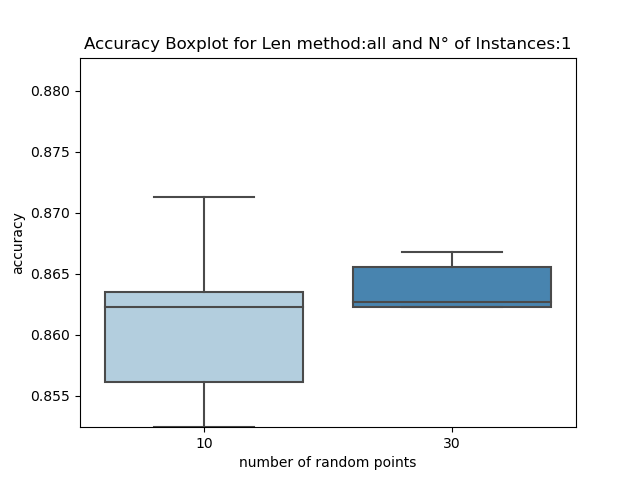 Accuracy Boxplot for Len method:all and N° of Instances:1
0.880
0.875
0.870
0.865
0.860
0.855
accuracy
10 30
number of random points